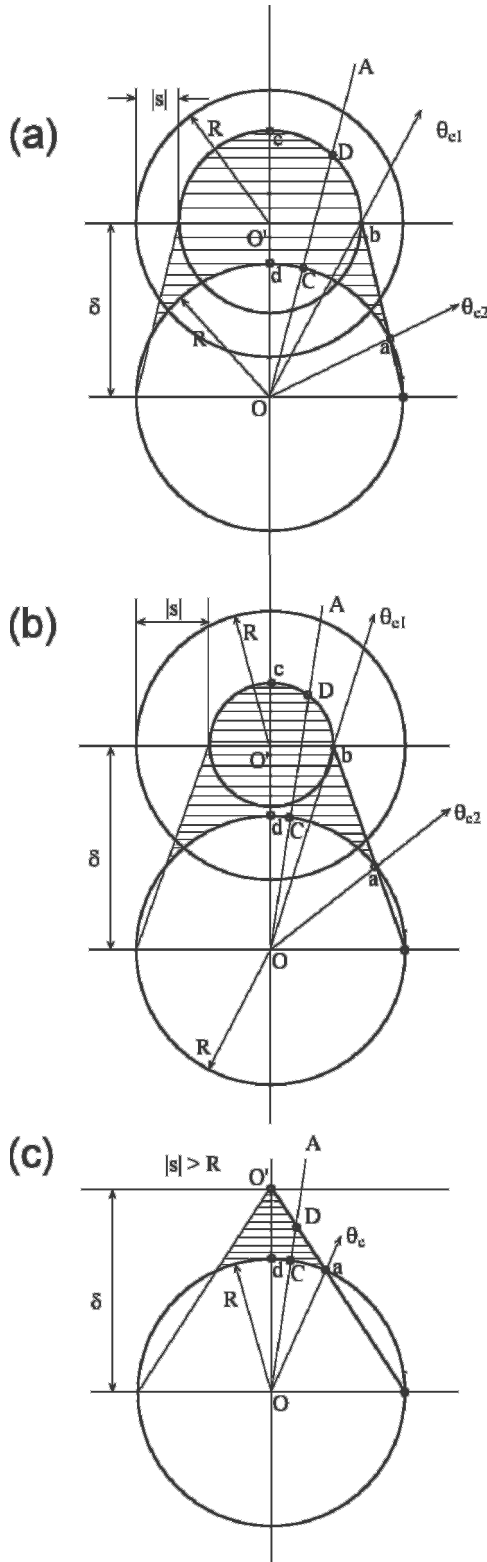 (a)
|s|
A
R
c
D
θc1
O'
b
d
C
δ
θc2
R
a
O
(b)
|s|
A
R
θc1
c
D
O'
b
θc2
d
C
δ
a
O
R
(c)
|s| > R
A
O'
D
θc
d
C
a
δ
R
O